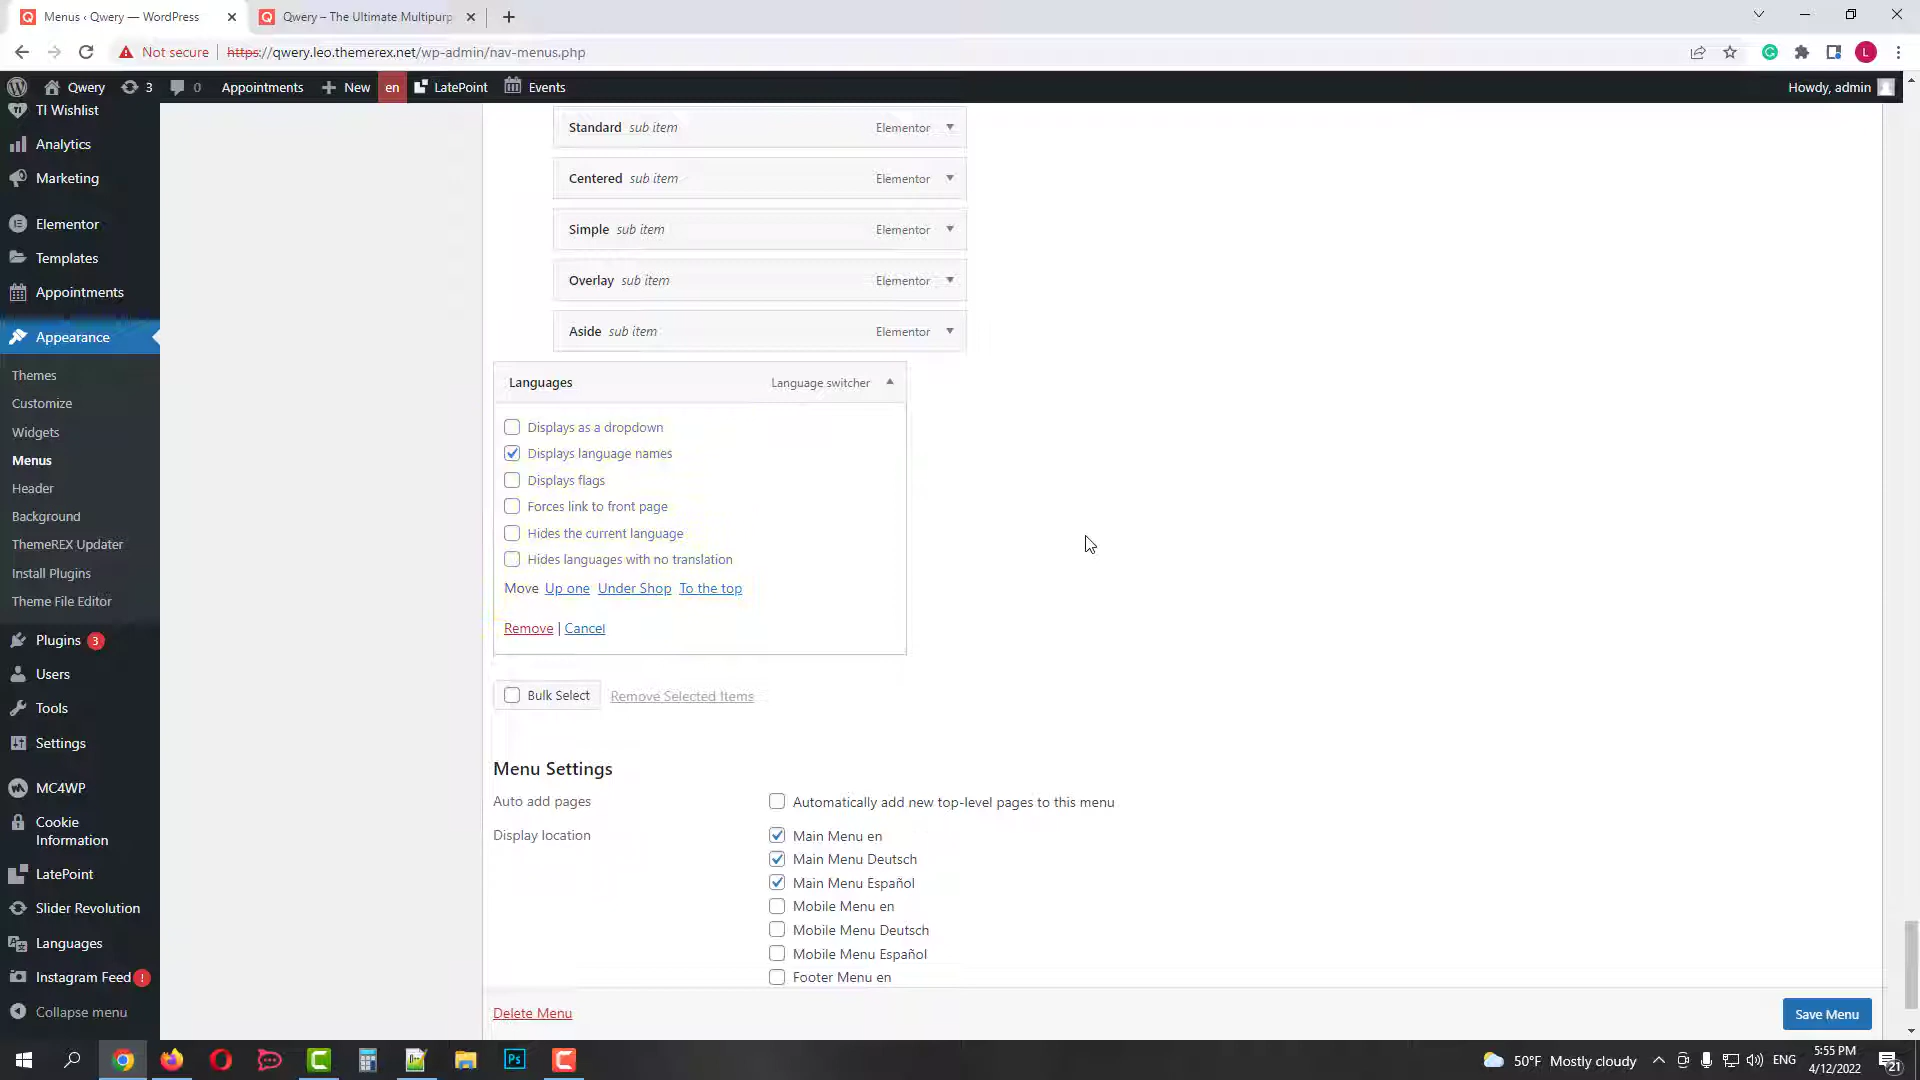 Menus ‹ Qwery — WordPress
Qwery – The Ultimate Multipurp
Not secure
https://qwery.leo.themerex.net/wp-admin/nav-menus.php
L
Qwery
3
0
Appointments
New
en
LatePoint
Events
Howdy, admin
TI Wishlist
Analytics
Marketing
Elementor
Templates
Appointments
Appearance
Themes
Customize
Widgets
Menus
Header
Background
ThemeREX Updater
Install Plugins
Theme File Editor
Plugins 3
Users
Tools
Settings
MC4WP
Cookie
Information
LatePoint
Slider Revolution
Languages
Instagram Feed !
Collapse menu
Standard sub item Elementor
Centered sub item Elementor
Simple sub item Elementor
Overlay sub item Elementor
Aside sub item Elementor
Languages Language switcher
Displays as a dropdown
Displays language names
Displays flags
Forces link to front page
Hides the current language
Hides languages with no translation
Move Up one Under Shop To the top
Remove | Cancel
Bulk Select Remove Selected Items
Menu Settings
Auto add pages
Automatically add new top-level pages to this menu
Display location
Main Menu en
Main Menu Deutsch
Main Menu Español
Mobile Menu en
Mobile Menu Deutsch
Mobile Menu Español
Footer Menu en
Delete Menu
Save Menu
Ps
50°F Mostly cloudy
ENG
5:55 PM
4/12/2022
21